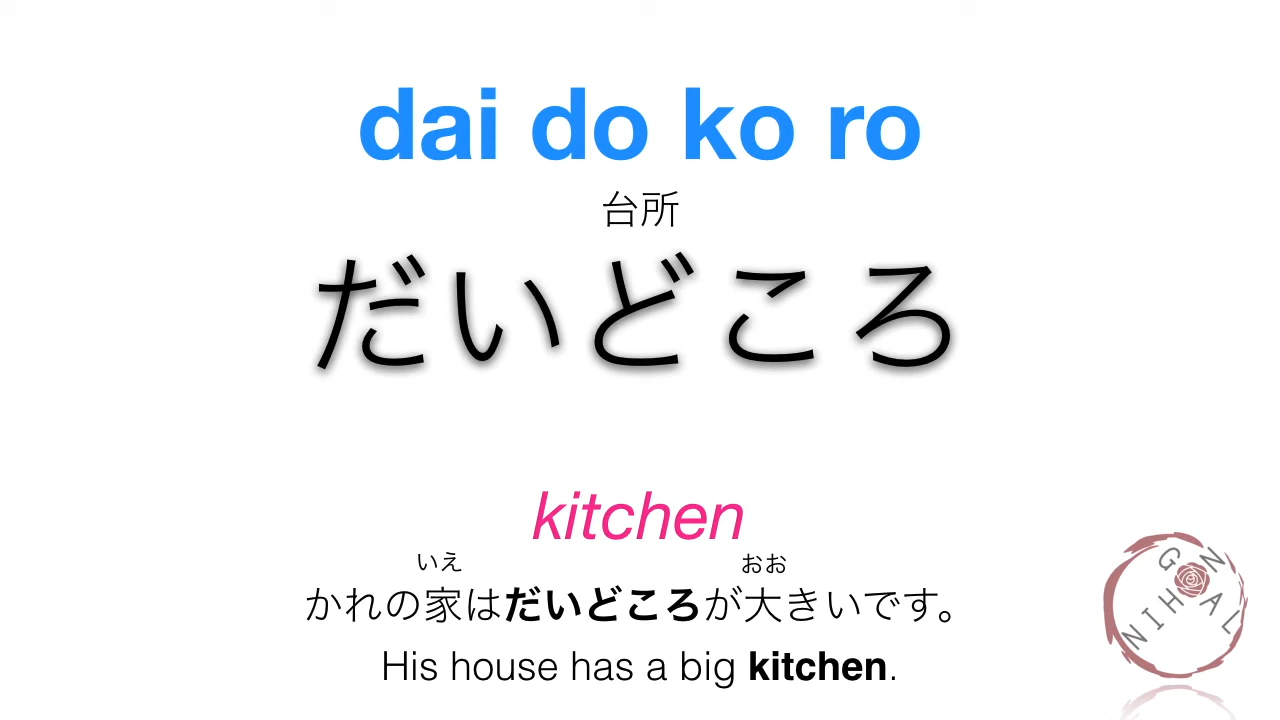 dai do ko ro
台所
だいどころ
kitchen
いえ おお
かれの家はだいどころが大きいです。
His house has a big kitchen.
NIHON GAL